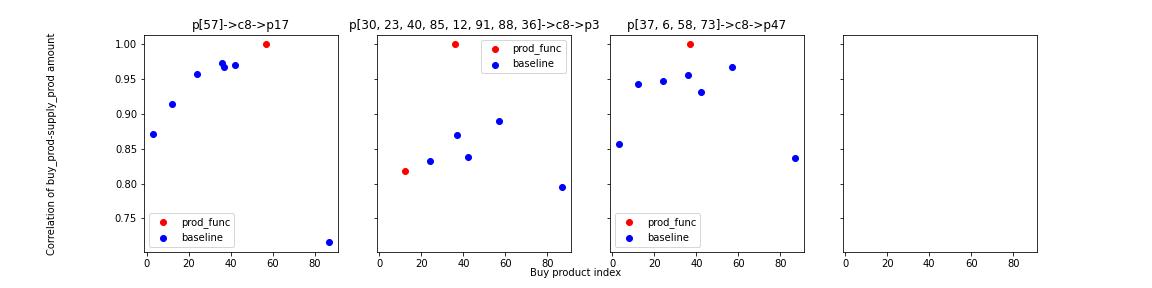 p[57]->c8->p17
p[30, 23, 40, 85, 12, 91, 88, 36]->c8->p3
p[37, 6, 58, 73]->c8->p47
Correlation of buy_prod-supply_prod amount
1.00
0.95
0.90
0.85
0.80
0.75
prod_func
baseline
prod_func
baseline
prod_func
baseline
0 20 40 60 80
0 20 40 60 80
0 20 40 60 80
0 20 40 60 80
Buy product index